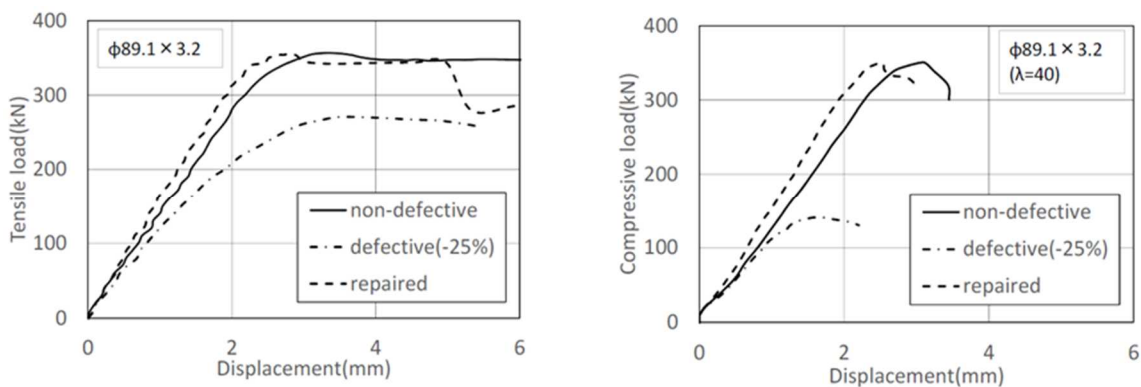 400
300
200
100
0
Tensile load(kN)
ϕ89.1×3.2
non-defective
defective(-25%)
repaired
0 2 4 6
Displacement(mm)
400
300
200
100
0
Compressive load(kN)
ϕ89.1×3.2
(λ=40)
non-defective
defective(-25%)
repaired
0 2 4 6
Displacement(mm)